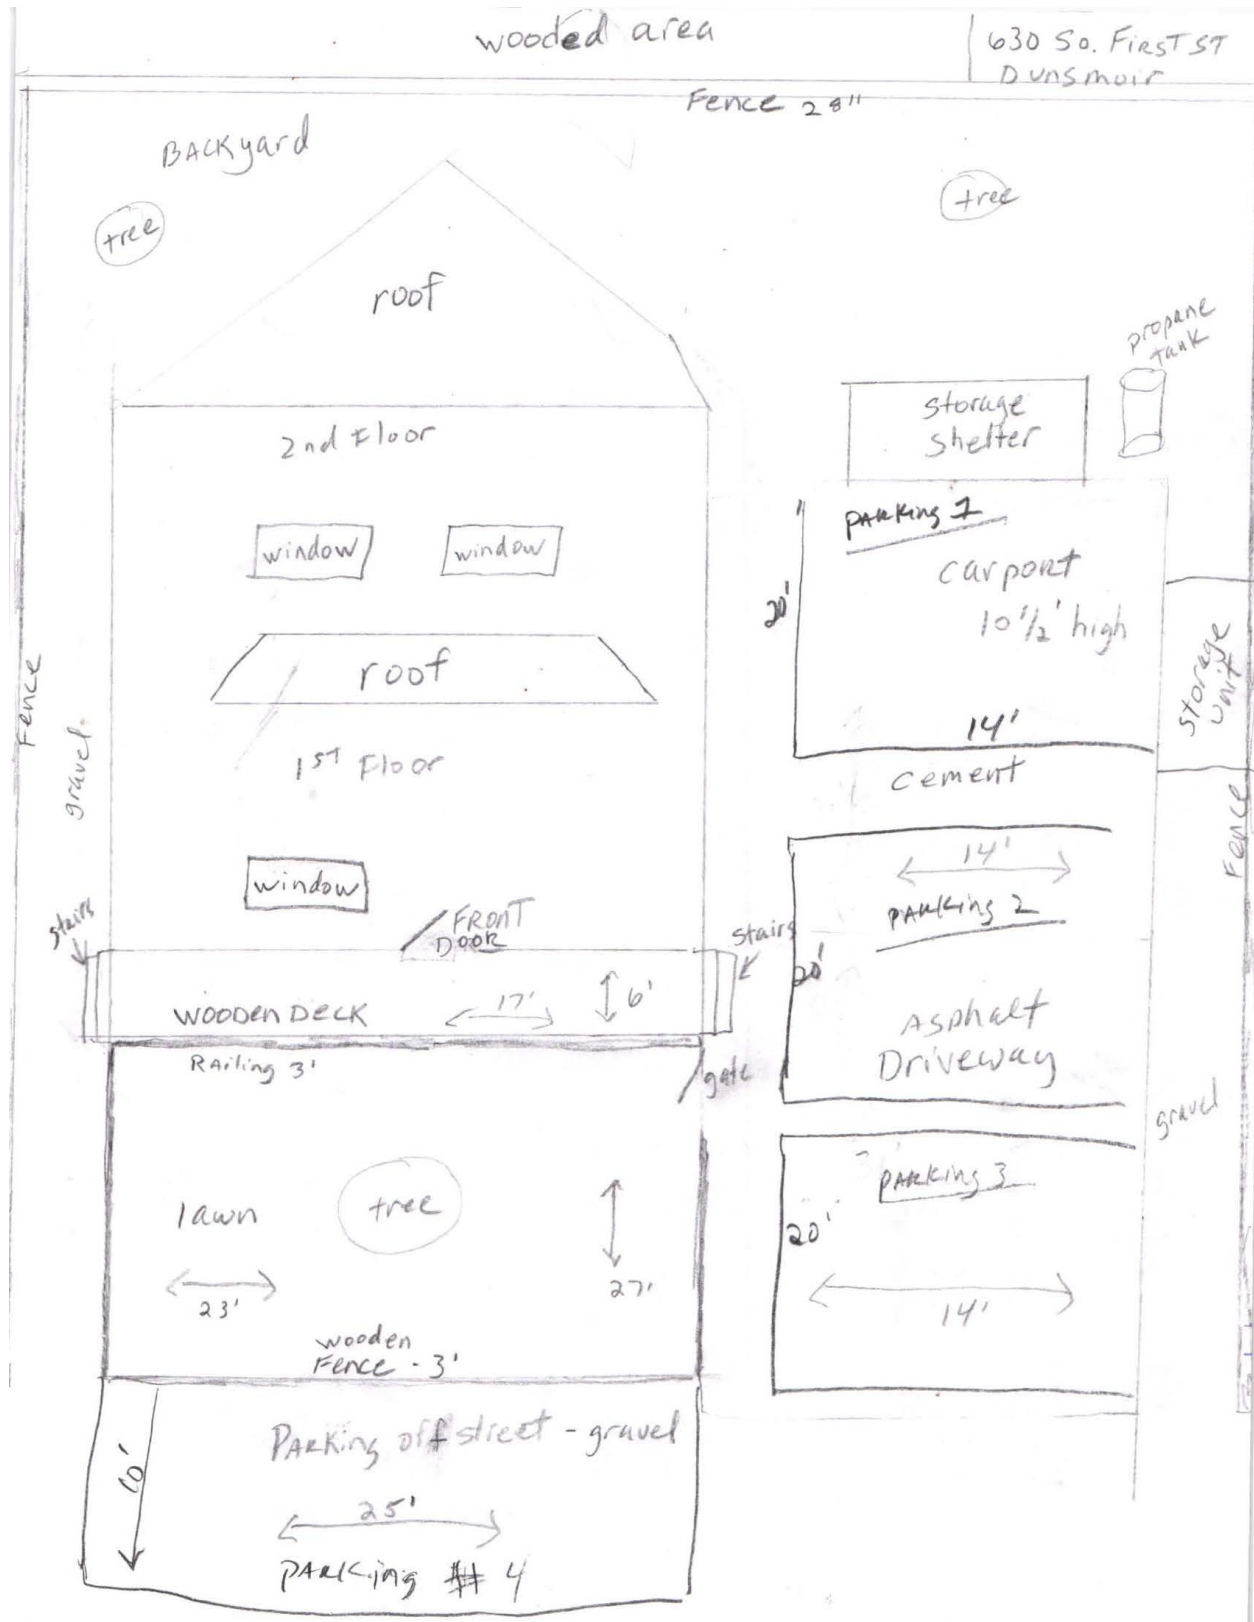 wooded area
630 So. First ST
Dunsmuir
Fence 28"
BACKyard
tree
tree
roof
propane
tank
storage
shelter
2nd Floor
PARKing 1
window
window
carport
20'
10 1/2' high
roof
Fence
storage
unit
gravel
14'
1ST Floor
cement
Fence
14'
window
PARKing 2
stairs
FRONT
DOOR
stairs
20'
17'
6'
WOODEN DECK
Asphalt
Driveway
RAiling 3'
gate
gravel
PARKing 3
tree
lawn
20'
23'
27'
14'
wooden
Fence - 3'
PARKing off street - gravel
25'
PARKing # 4